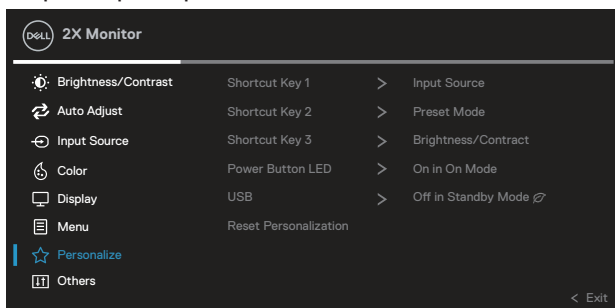 DELL 2X Monitor
Brightness/Contrast Shortcut Key 1 > Input Source
Auto Adjust Shortcut Key 2 > Preset Mode
Input Source Shortcut Key 3 > Brightness/Contract
Color Power Button LED > On in On Mode
Display USB > Off in Standby Mode
Menu Reset Personalization
Personalize
Others
< Exit